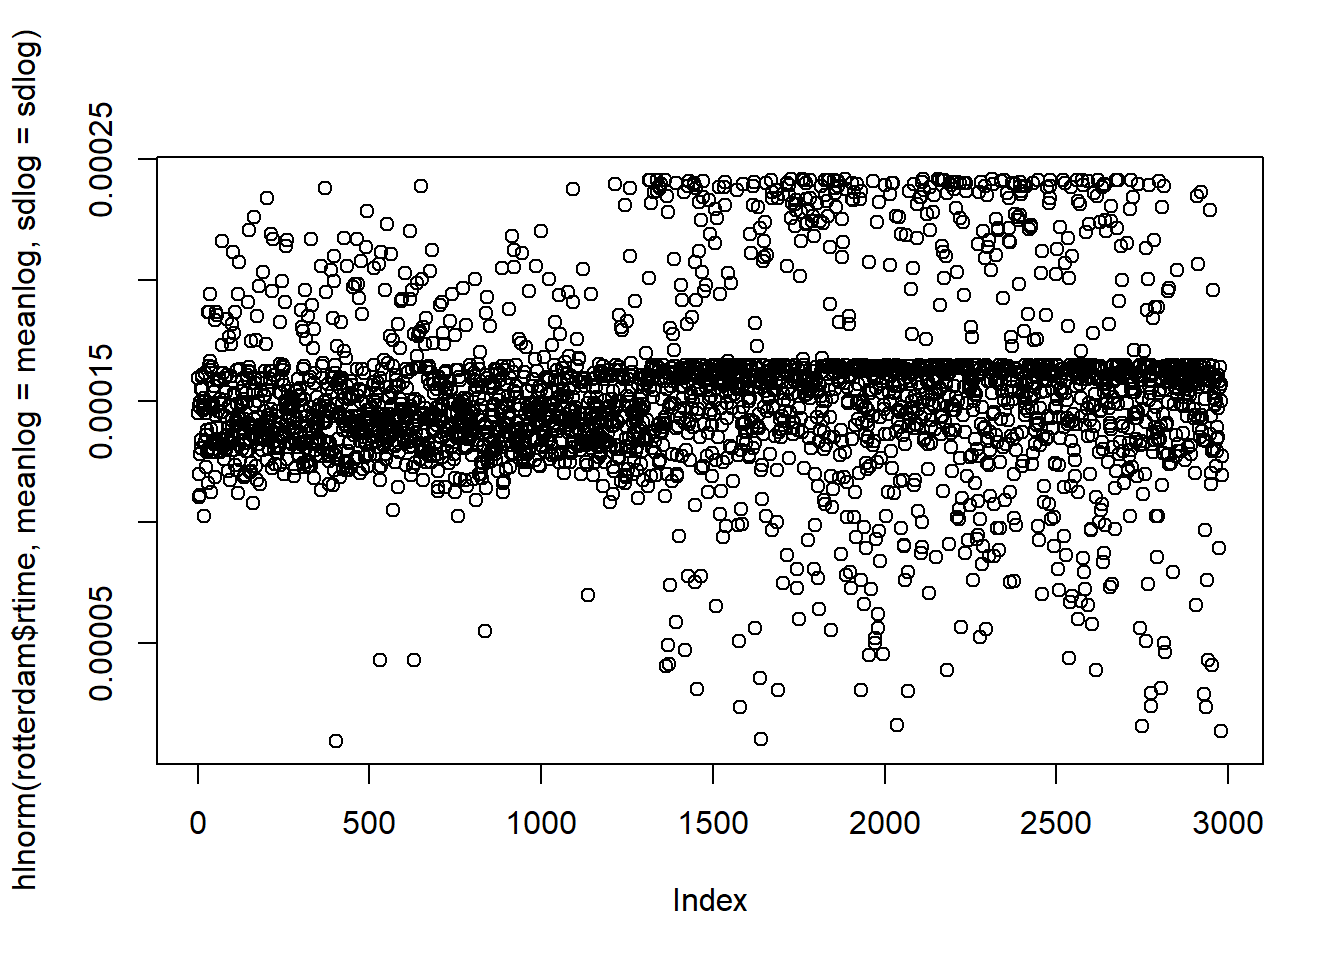 hlnorm(rotterdam$rtime, meanlog = meanlog, sdlog = sdlog)
0.00025
0.00015
0.00005
0 500 1000 1500 2000 2500 3000
Index